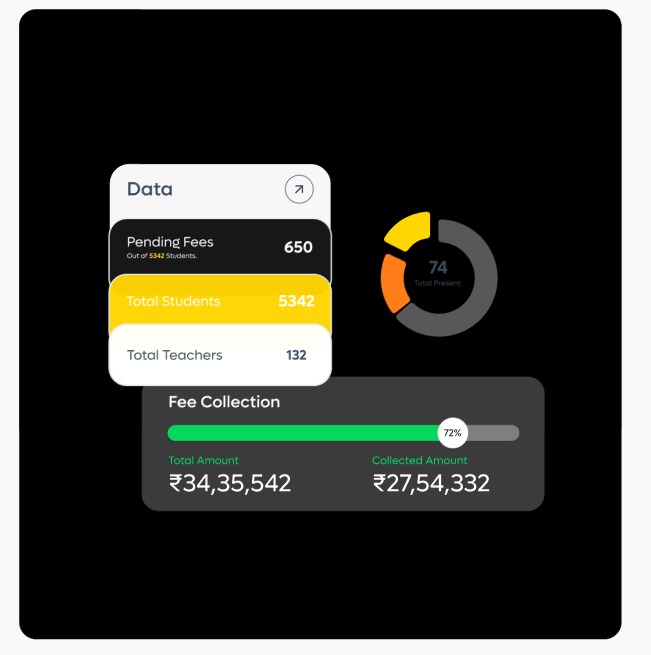 Data
Pending Fees
650
Out of 5342 Students.
Total Students
5342
Total Teachers
132
74
Total Present
Fee Collection
72%
Total Amount
Collected Amount
₹34,35,542
₹27,54,332